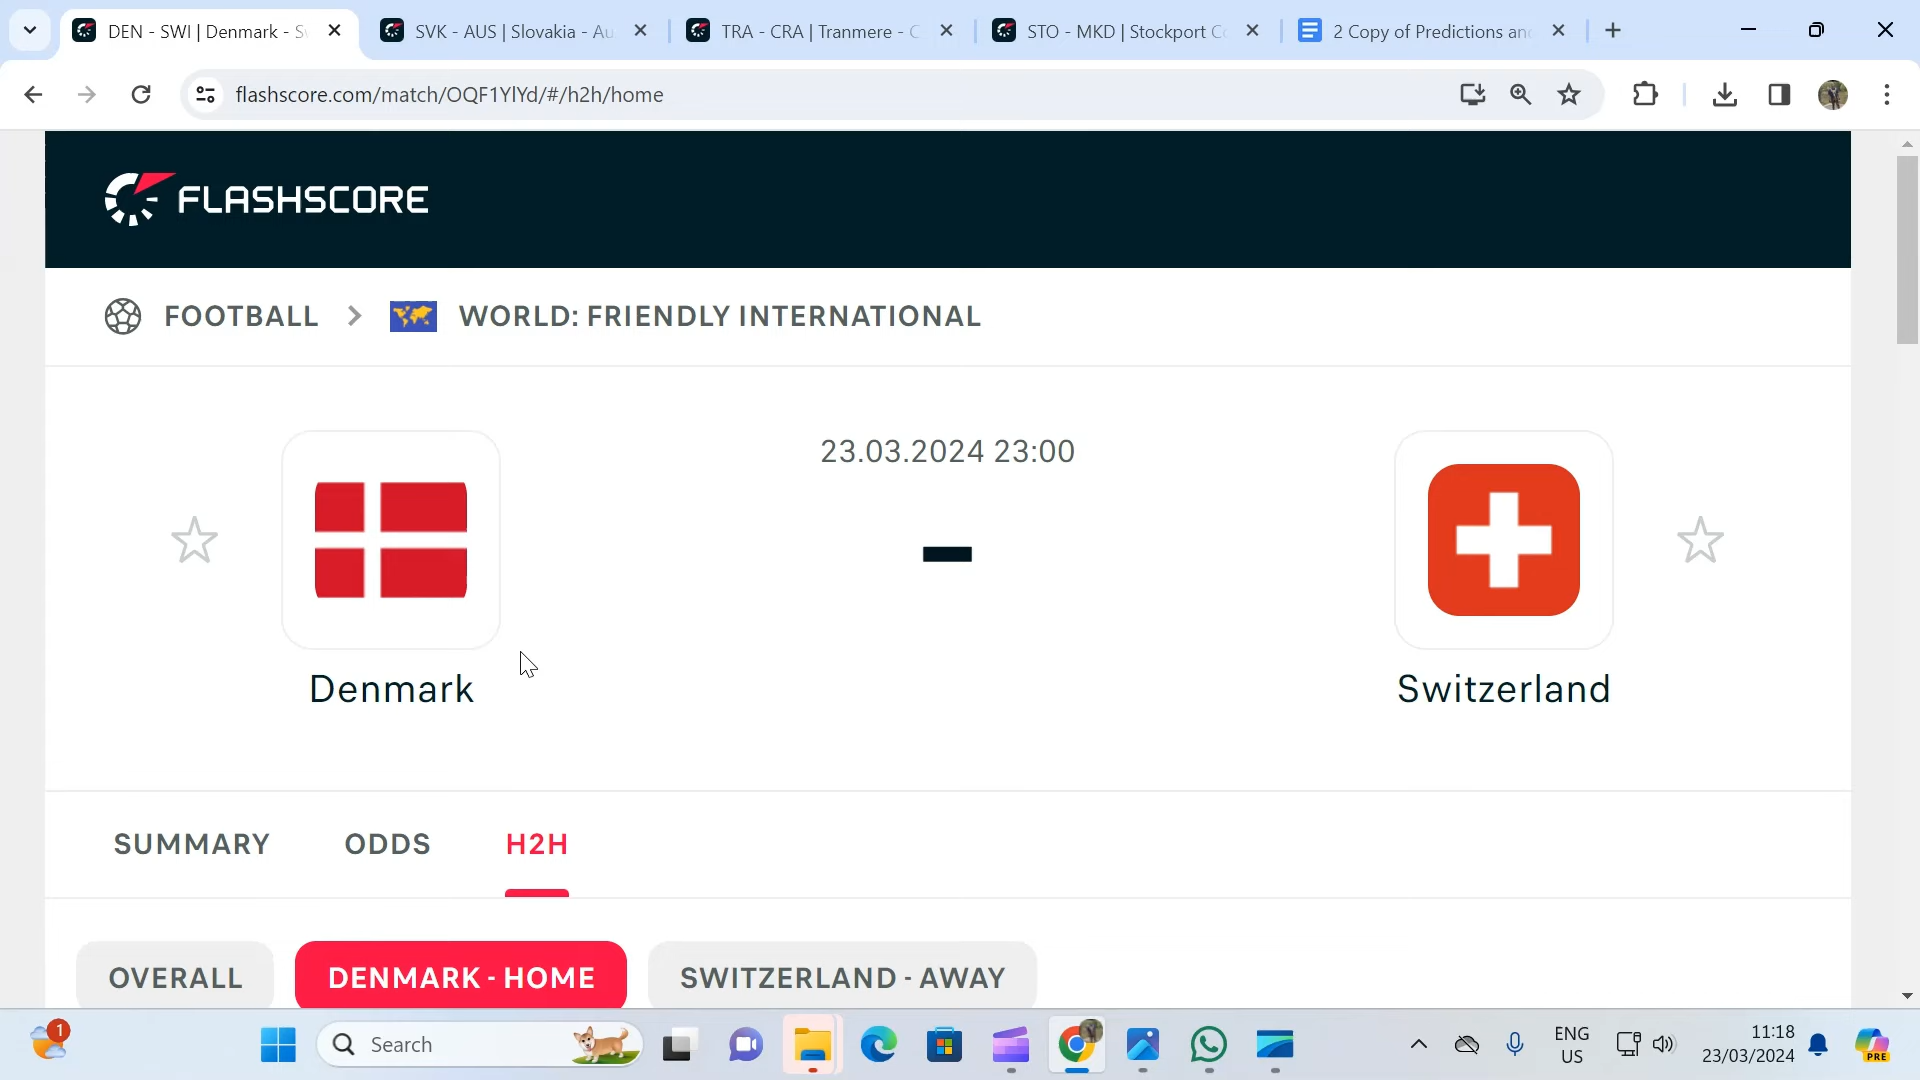 DEN - SWI | Denmark - S
SVK - AUS | Slovakia - Au
TRA - CRA | Tranmere - C
STO - MKD | Stockport C
2 Copy of Predictions an
flashscore.com/match/OQF1YlYd/#/h2h/home
FLASHSCORE
FOOTBALL > WORLD: FRIENDLY INTERNATIONAL
23.03.2024 23:00
-
Denmark
Switzerland
SUMMARY ODDS H2H
OVERALL DENMARK - HOME SWITZERLAND - AWAY
1
Search
PRE
ENG
US
11:18
23/03/2024